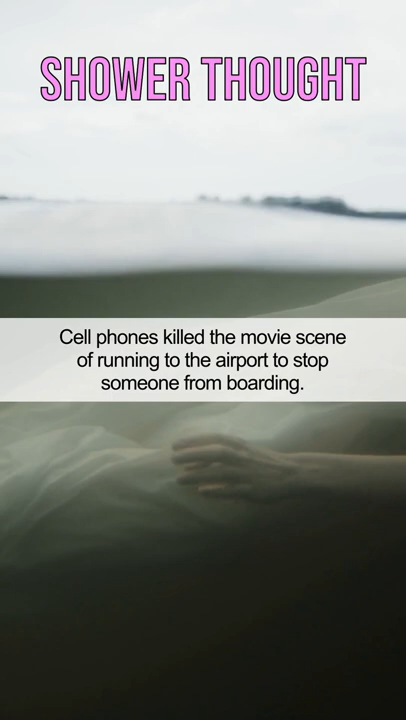 SHOWER THOUGHT
Cell phones killed the movie scene
of running to the airport to stop
someone from boarding.